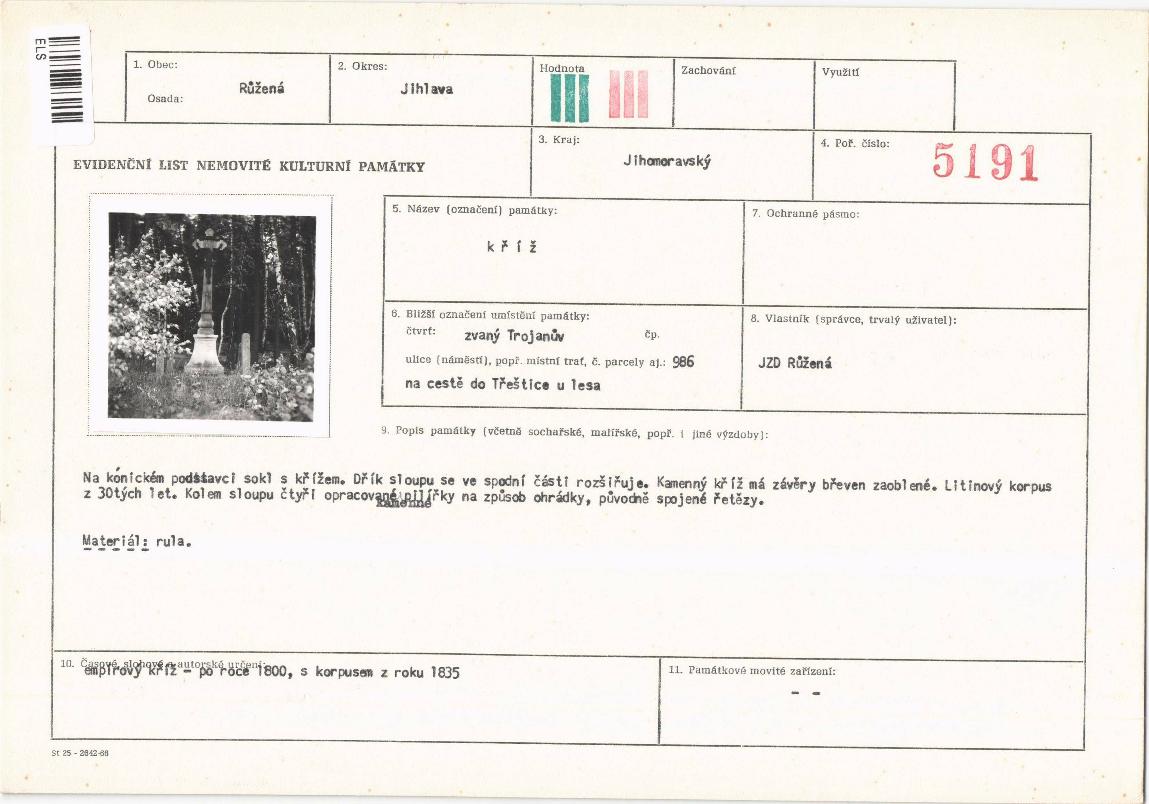 ELS
1. Obec:
Růžená
Osada:
2. Okres:
Jihlava
Hodnota
Zachování
Využití
EVIDENČNÍ LIST NEMOVITÉ KULTURNÍ PAMÁTKY
3. Kraj:
Jihomoravský
4. Poř. číslo:
5191
5. Název (označení) památky:
kříž
7. Ochranné pásmo:
6. Bližší označení umístění památky:
čtvrť: zvaný Trojanův čp.
ulice (náměstí), popř. místní trať, č. parcely aj.: 986
na cestě do Třeštice u lesa
8. Vlastník (správce, trvalý uživatel):
JZD Růžená
9. Popis památky (včetně sochařské, malířské, popř. i jiné výzdoby):
Na kónickém podstavci sokl s křížem. Dřík sloupu se ve spodní části rozšiřuje. Kamenný kříž má závěry břeven zaoblené. Litinový korpus
z 30tých let. Kolem sloupu čtyři opracované pilířky na způsob ohrádky, původně spojené řetězy.
kamenné
Materiál: rula.
10. Časové, slohové a autorské určení:
empírový kříž - po roce 1800, s korpusem z roku 1835
11. Památkové movité zařízení:
- -
St 25 - 2842-68